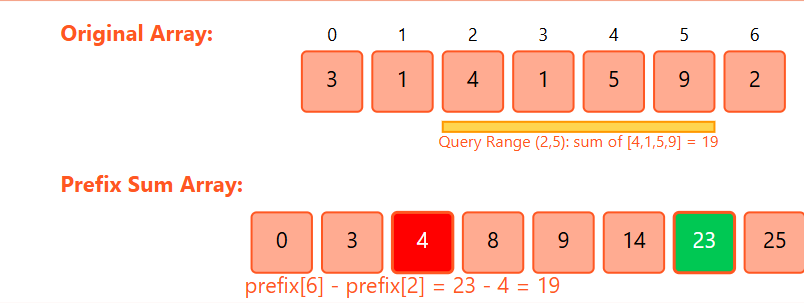 Original Array:
0 1 2 3 4 5 6
3 1 4 1 5 9 2
Query Range (2,5): sum of [4,1,5,9] = 19
Prefix Sum Array:
0 3 4 8 9 14 23 25
prefix[6] - prefix[2] = 23 - 4 = 19